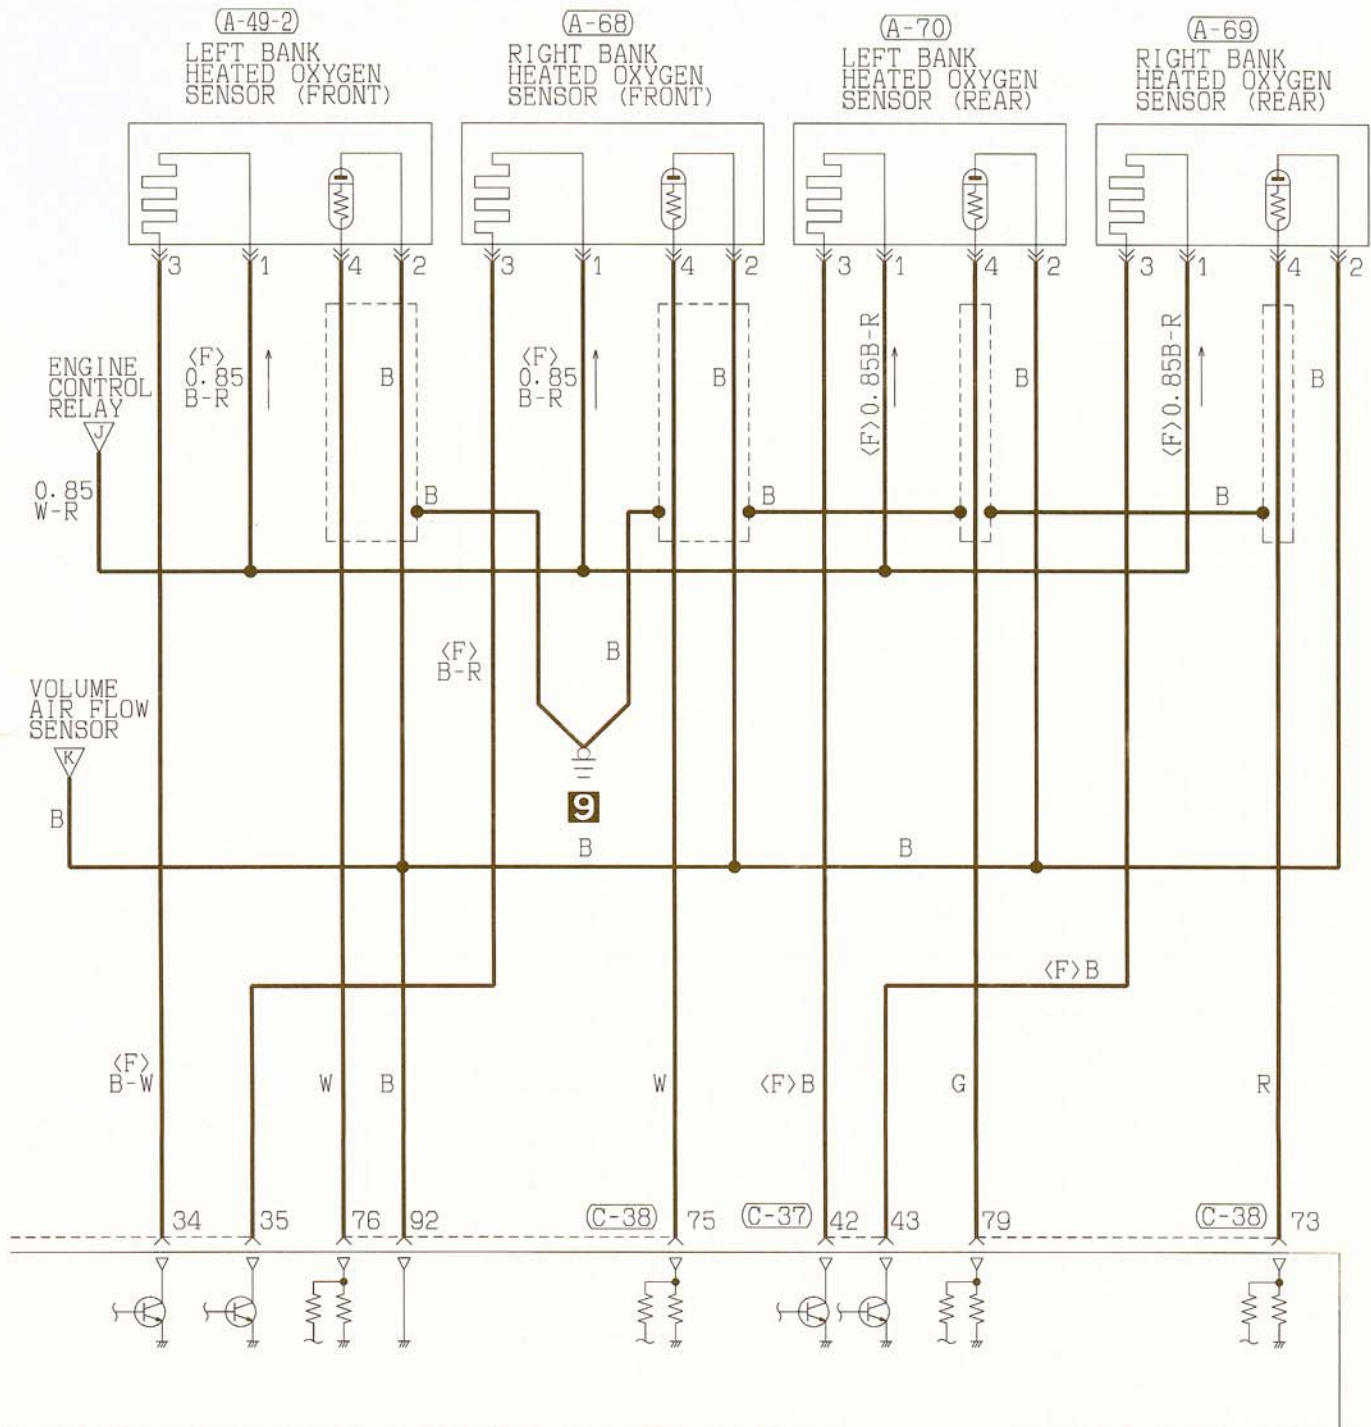 (A-49-2)
LEFT BANK
HEATED OXYGEN
SENSOR (FRONT)
(A-68)
RIGHT BANK
HEATED OXYGEN
SENSOR (FRONT)
(A-70)
LEFT BANK
HEATED OXYGEN
SENSOR (REAR)
(A-69)
RIGHT BANK
HEATED OXYGEN
SENSOR (REAR)
3 1 4 2 3 1 4 2 3 1 4 2 3 1 4 2
ENGINE
CONTROL
RELAY
J
0.85
W-R
<F>
0.85
B-R
B
<F>
0.85
B-R
B
<F>0.85B-R
B
<F>0.85B-R
B
B
B
B
<F>
B-R
B
VOLUME
AIR FLOW
SENSOR
K
B
9
B
B
<F>B
<F>
B-W
W
B
W
<F>B
G
R
34 35 76 92 (C-38) 75 (C-37) 42 43 79 (C-38) 73